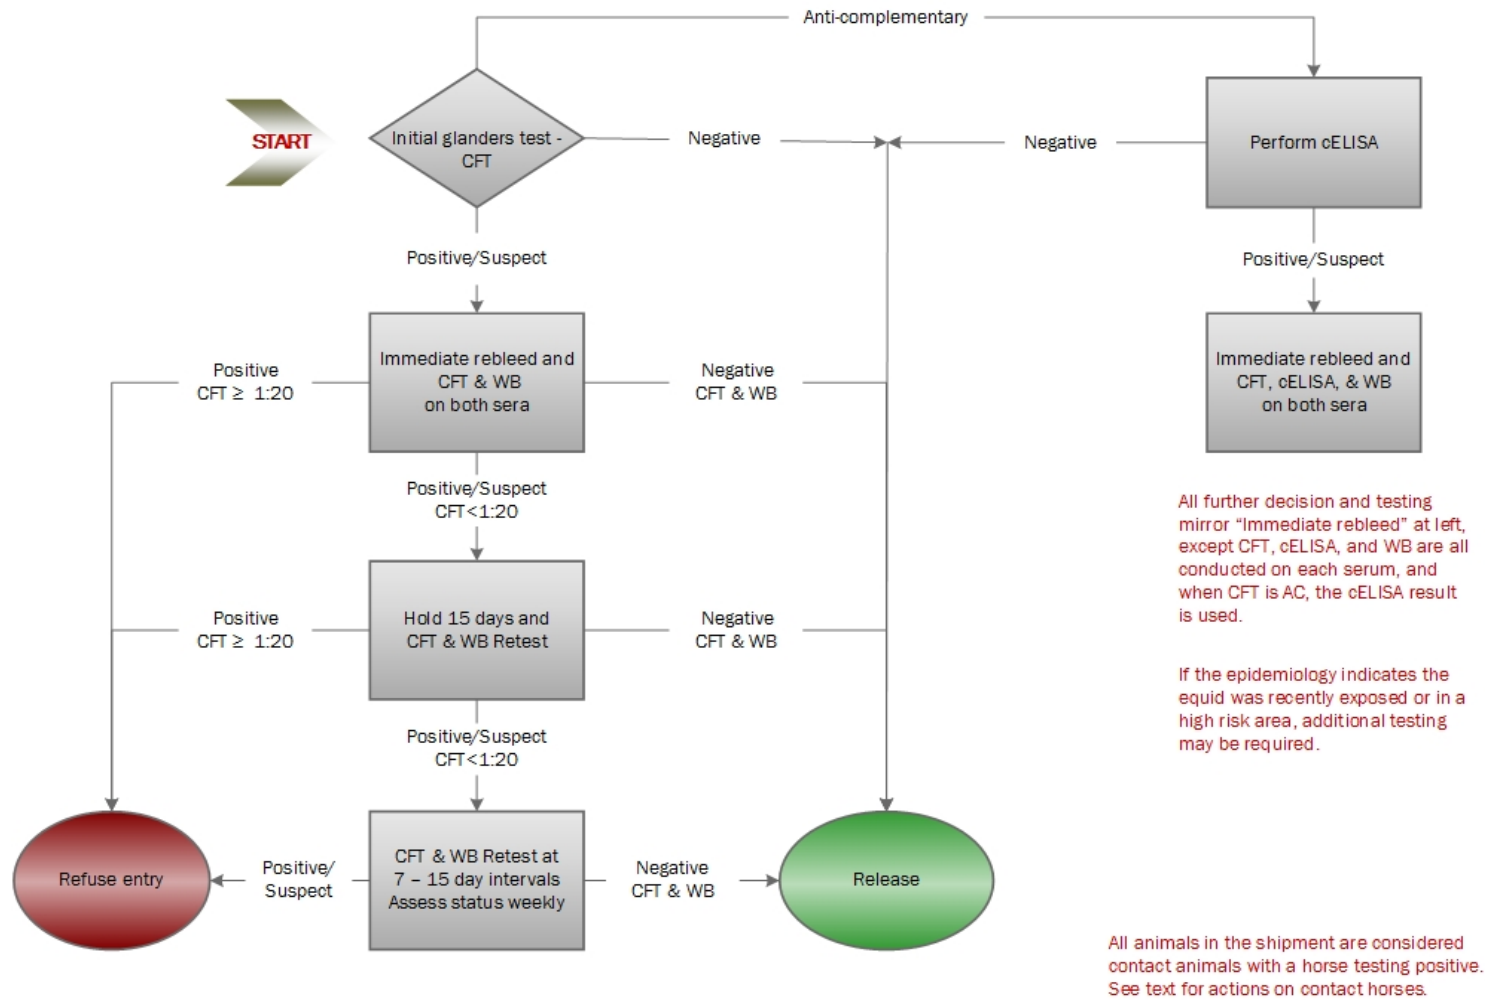 Anti-complementary
START
Initial glanders test -
CFT
Negative
Negative
Perform cELISA
Positive/Suspect
Positive/Suspect
Positive
CFT ≥ 1:20
Immediate rebleed and
CFT & WB
on both sera
Negative
CFT & WB
Immediate rebleed and
CFT, cELISA, & WB
on both sera
Positive/Suspect
CFT<1:20
All further decision and testing
mirror “Immediate rebleed” at left,
except CFT, cELISA, and WB are all
conducted on each serum, and
when CFT is AC, the cELISA result
is used.
Positive
CFT ≥ 1:20
Hold 15 days and
CFT & WB Retest
Negative
CFT & WB
If the epidemiology indicates the
equid was recently exposed or in a
high risk area, additional testing
may be required.
Positive/Suspect
CFT<1:20
Refuse entry
Positive/
Suspect
CFT & WB Retest at
7 – 15 day intervals
Assess status weekly
Negative
CFT & WB
Release
All animals in the shipment are considered
contact animals with a horse testing positive.
See text for actions on contact horses.